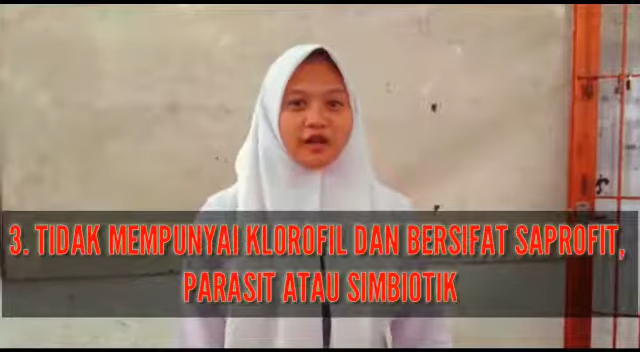 3. TIDAK MEMPUNYAI KLOROFIL DAN BERSIFAT SAPROFIT,
PARASIT ATAU SIMBIOTIK